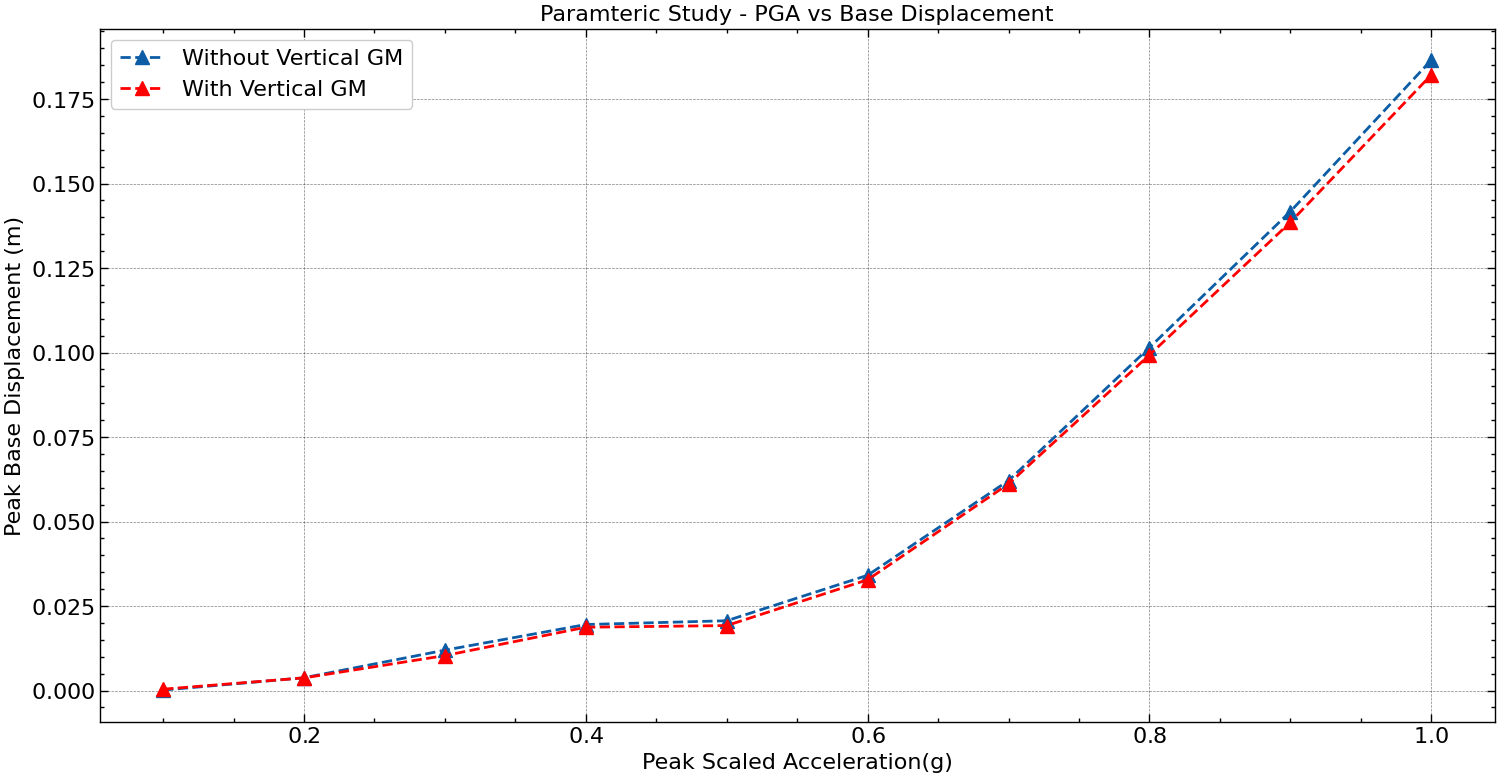 Paramteric Study - PGA vs Base Displacement
Without Vertical GM
With Vertical GM
Peak Base Displacement (m)
0.175
0.150
0.125
0.100
0.075
0.050
0.025
0.000
0.2 0.4 0.6 0.8 1.0
Peak Scaled Acceleration(g)